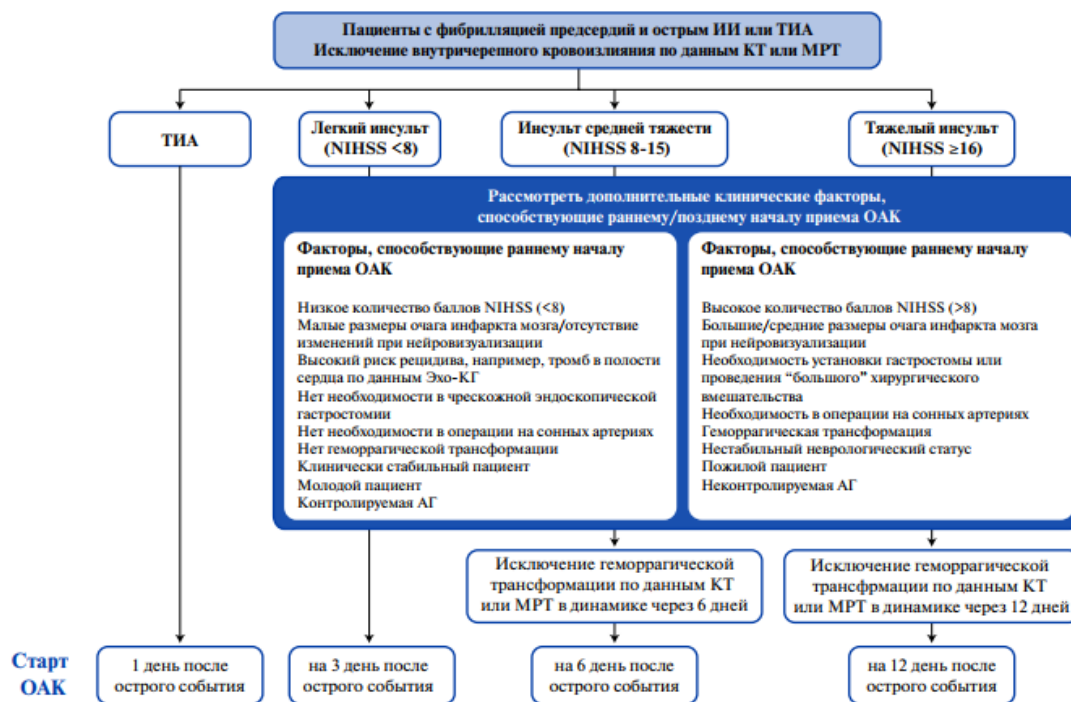 Пациенты с фибрилляцией предсердий и острым ИИ или ТИА
Исключение внутричерепного кровоизлияния по данным КТ или МРТ
ТИА
Легкий инсульт
(NIHSS <8)
Инсульт средней тяжести
(NIHSS 8-15)
Тяжелый инсульт
(NIHSS ≥16)
Рассмотреть дополнительные клинические факторы,
способствующие раннему/позднему началу приема ОАК
Факторы, способствующие раннему началу
приема ОАК
Низкое количество баллов NIHSS (<8)
Малые размеры очага инфаркта мозга/отсутствие
изменений при нейровизуализации
Высокий риск рецидива, например, тромб в полости
сердца по данным Эхо-КГ
Нет необходимости в чрескожной эндоскопической
гастростомии
Нет необходимости в операции на сонных артериях
Нет геморрагической трансформации
Клинически стабильный пациент
Молодой пациент
Контролируемая АГ
Факторы, способствующие раннему началу
приема ОАК
Высокое количество баллов NIHSS (>8)
Большие/средние размеры очага инфаркта мозга
при нейровизуализации
Необходимость установки гастростомы или
проведения “большого” хирургического
вмешательства
Необходимость в операции на сонных артериях
Геморрагическая трансформация
Нестабильный неврологический статус
Пожилой пациент
Неконтролируемая АГ
Исключение геморрагической
трансформации по данным КТ
или МРТ в динамике через 6 дней
Исключение геморрагической
трансфрмации по данным КТ
или МРТ в динамике через 12 дней
Старт
ОАК
1 день после
острого события
на 3 день после
острого события
на 6 день после
острого события
на 12 день после
острого события